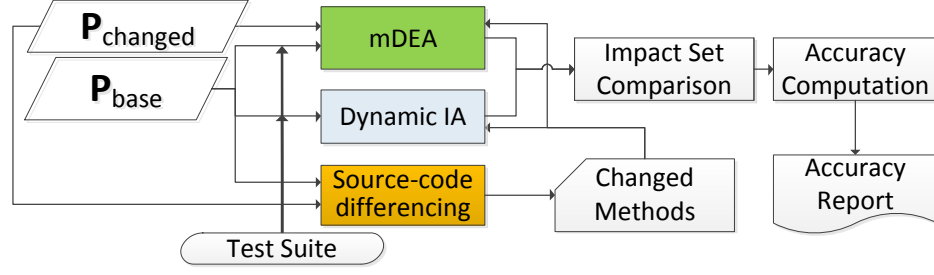 P changed
P base
mDEA
Dynamic IA
Source-code
differencing
Test Suite
Impact Set
Comparison
Changed
Methods
Accuracy
Computation
Accuracy
Report